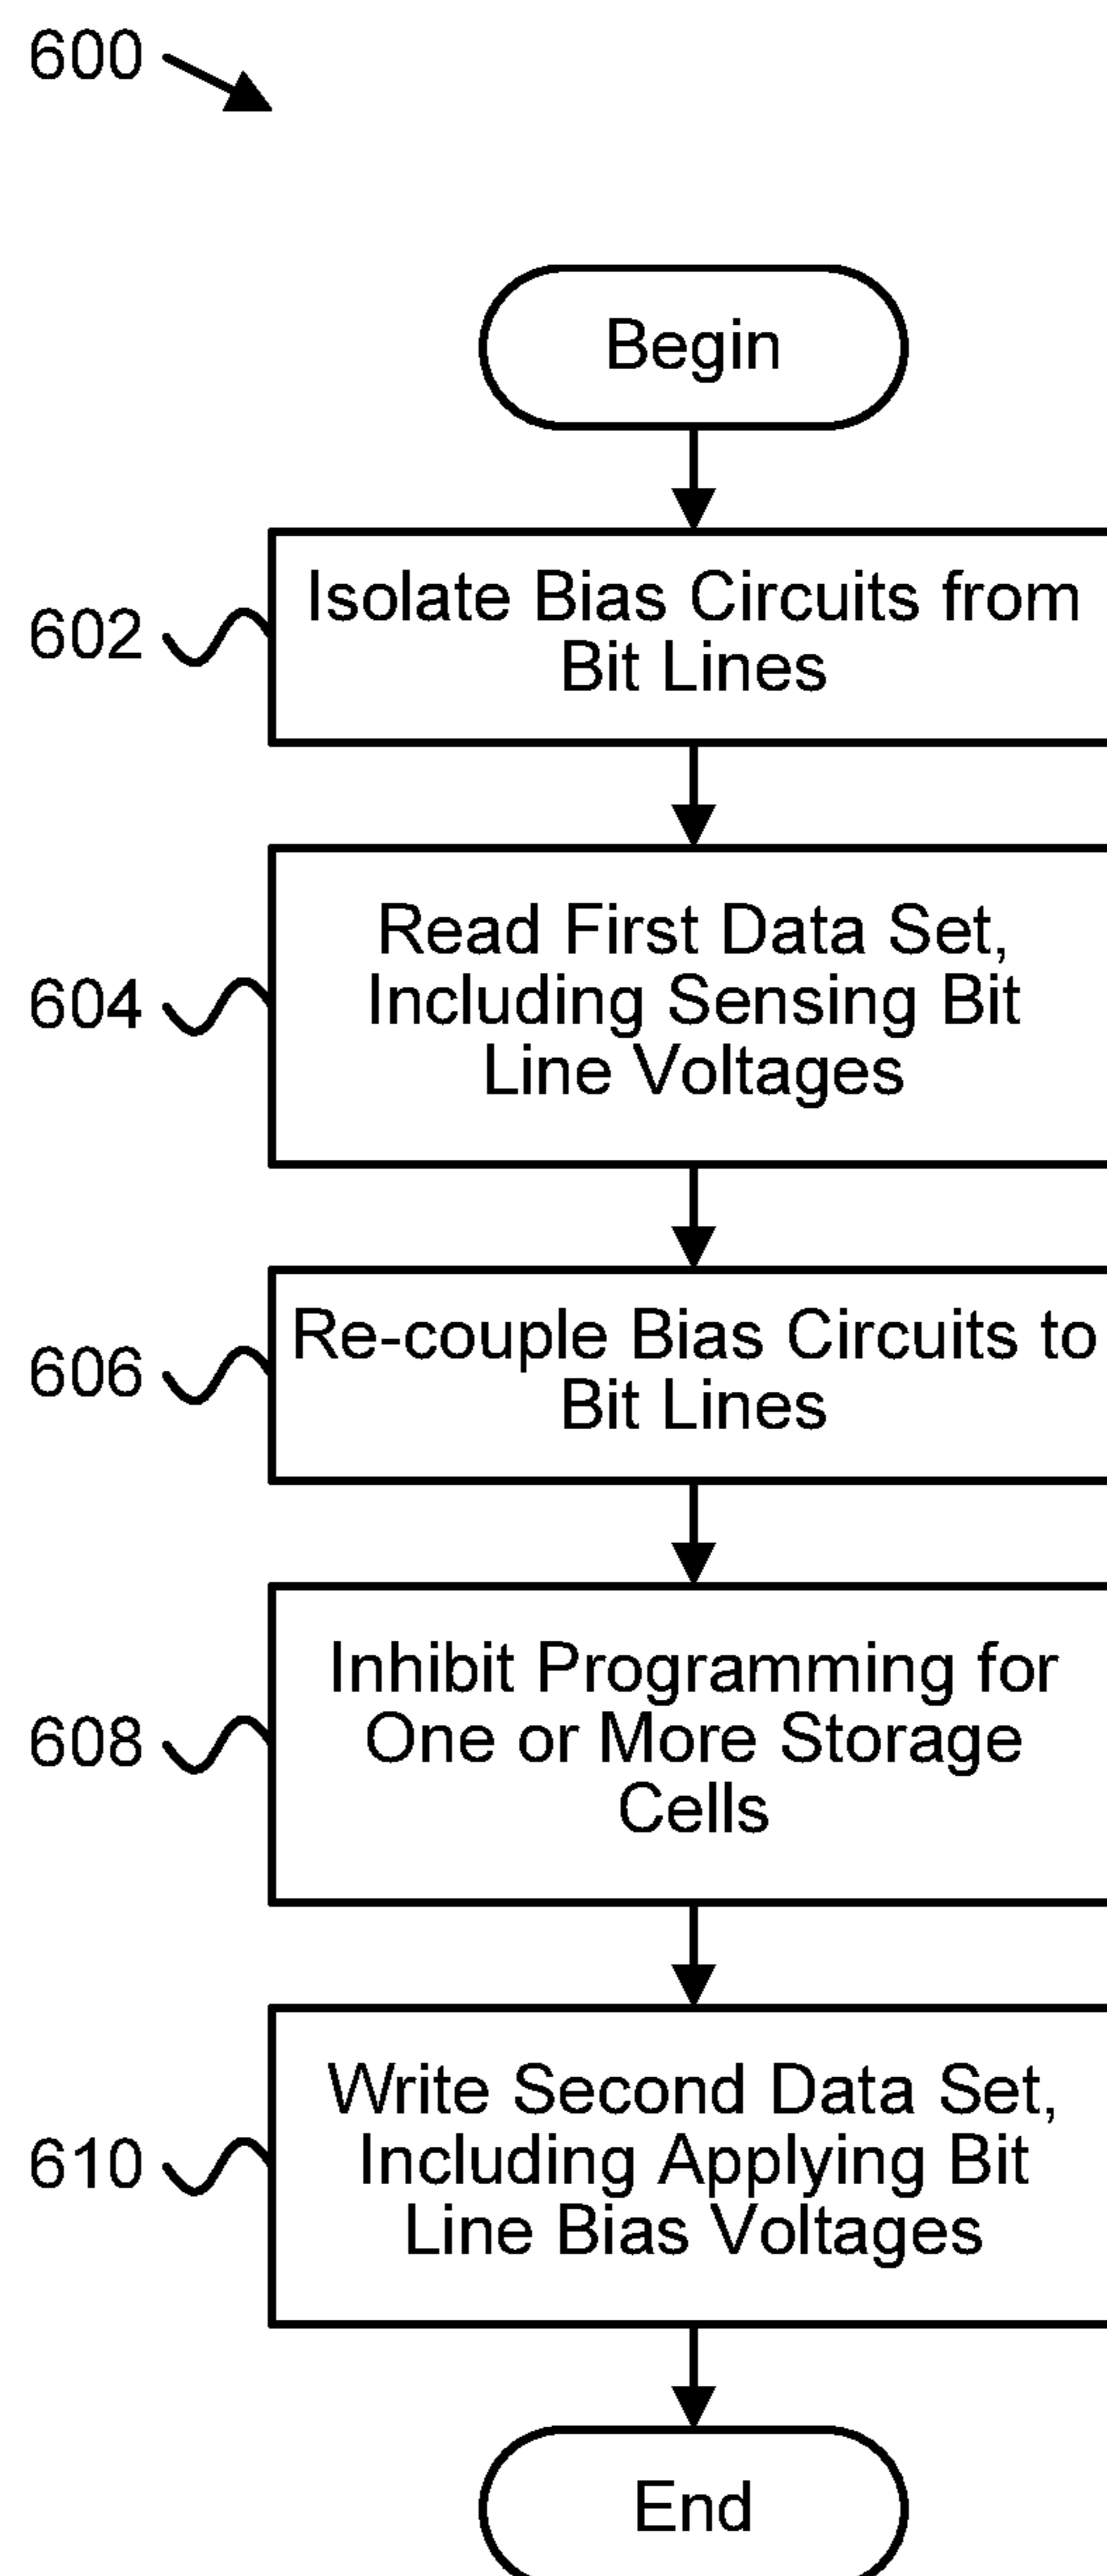 600
Begin
602
Isolate Bias Circuits from
Bit Lines
604
Read First Data Set,
Including Sensing Bit
Line Voltages
606
Re-couple Bias Circuits to
Bit Lines
608
Inhibit Programming for
One or More Storage
Cells
610
Write Second Data Set,
Including Applying Bit
Line Bias Voltages
End